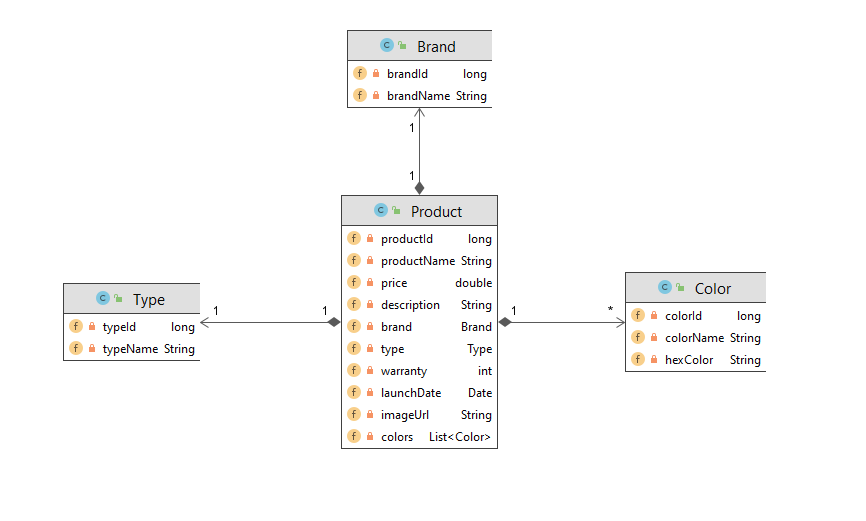 Brand
brandId long
brandName String
1
1
Product
productId long
productName String
price double
description String
brand Brand
type Type
warranty int
launchDate Date
imageUrl String
colors List<Color>
1
1
Type
typeId long
typeName String
1
*
Color
colorId long
colorName String
hexColor String